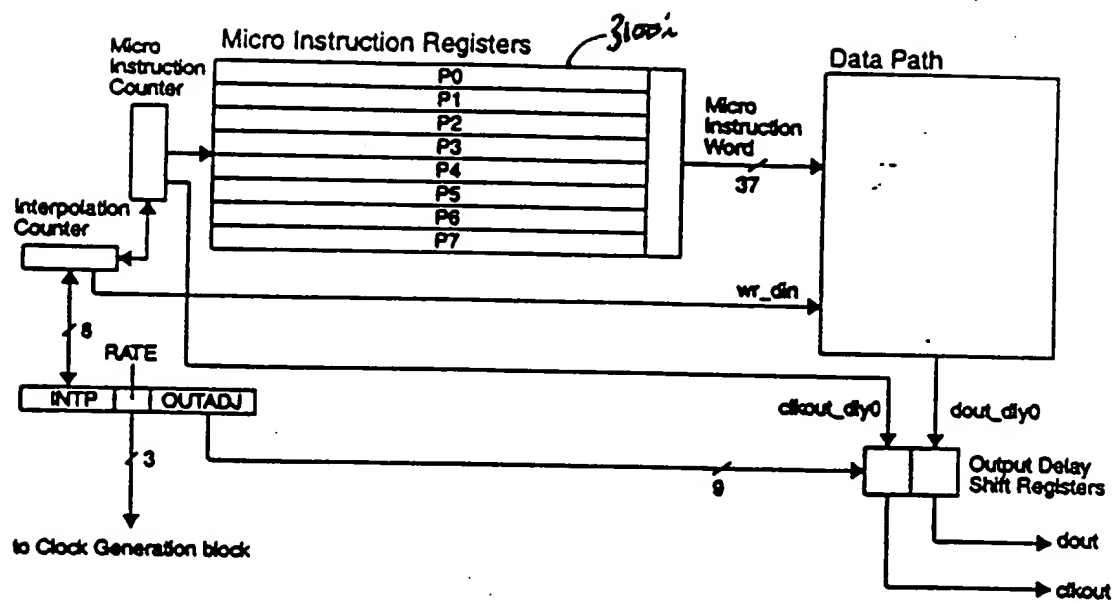 Micro Instruction Registers
Micro
Instruction
Counter
P0
P1
P2
P3
P4
P5
P6
P7
Data Path
Micro
Instruction
Word
37
Interpolation
Counter
wr_din
8
RATE
INTP
OUTADJ
clkout_dly0
dout_dly0
3
9
Output Delay
Shift Registers
to Clock Generation block
dout
clkout